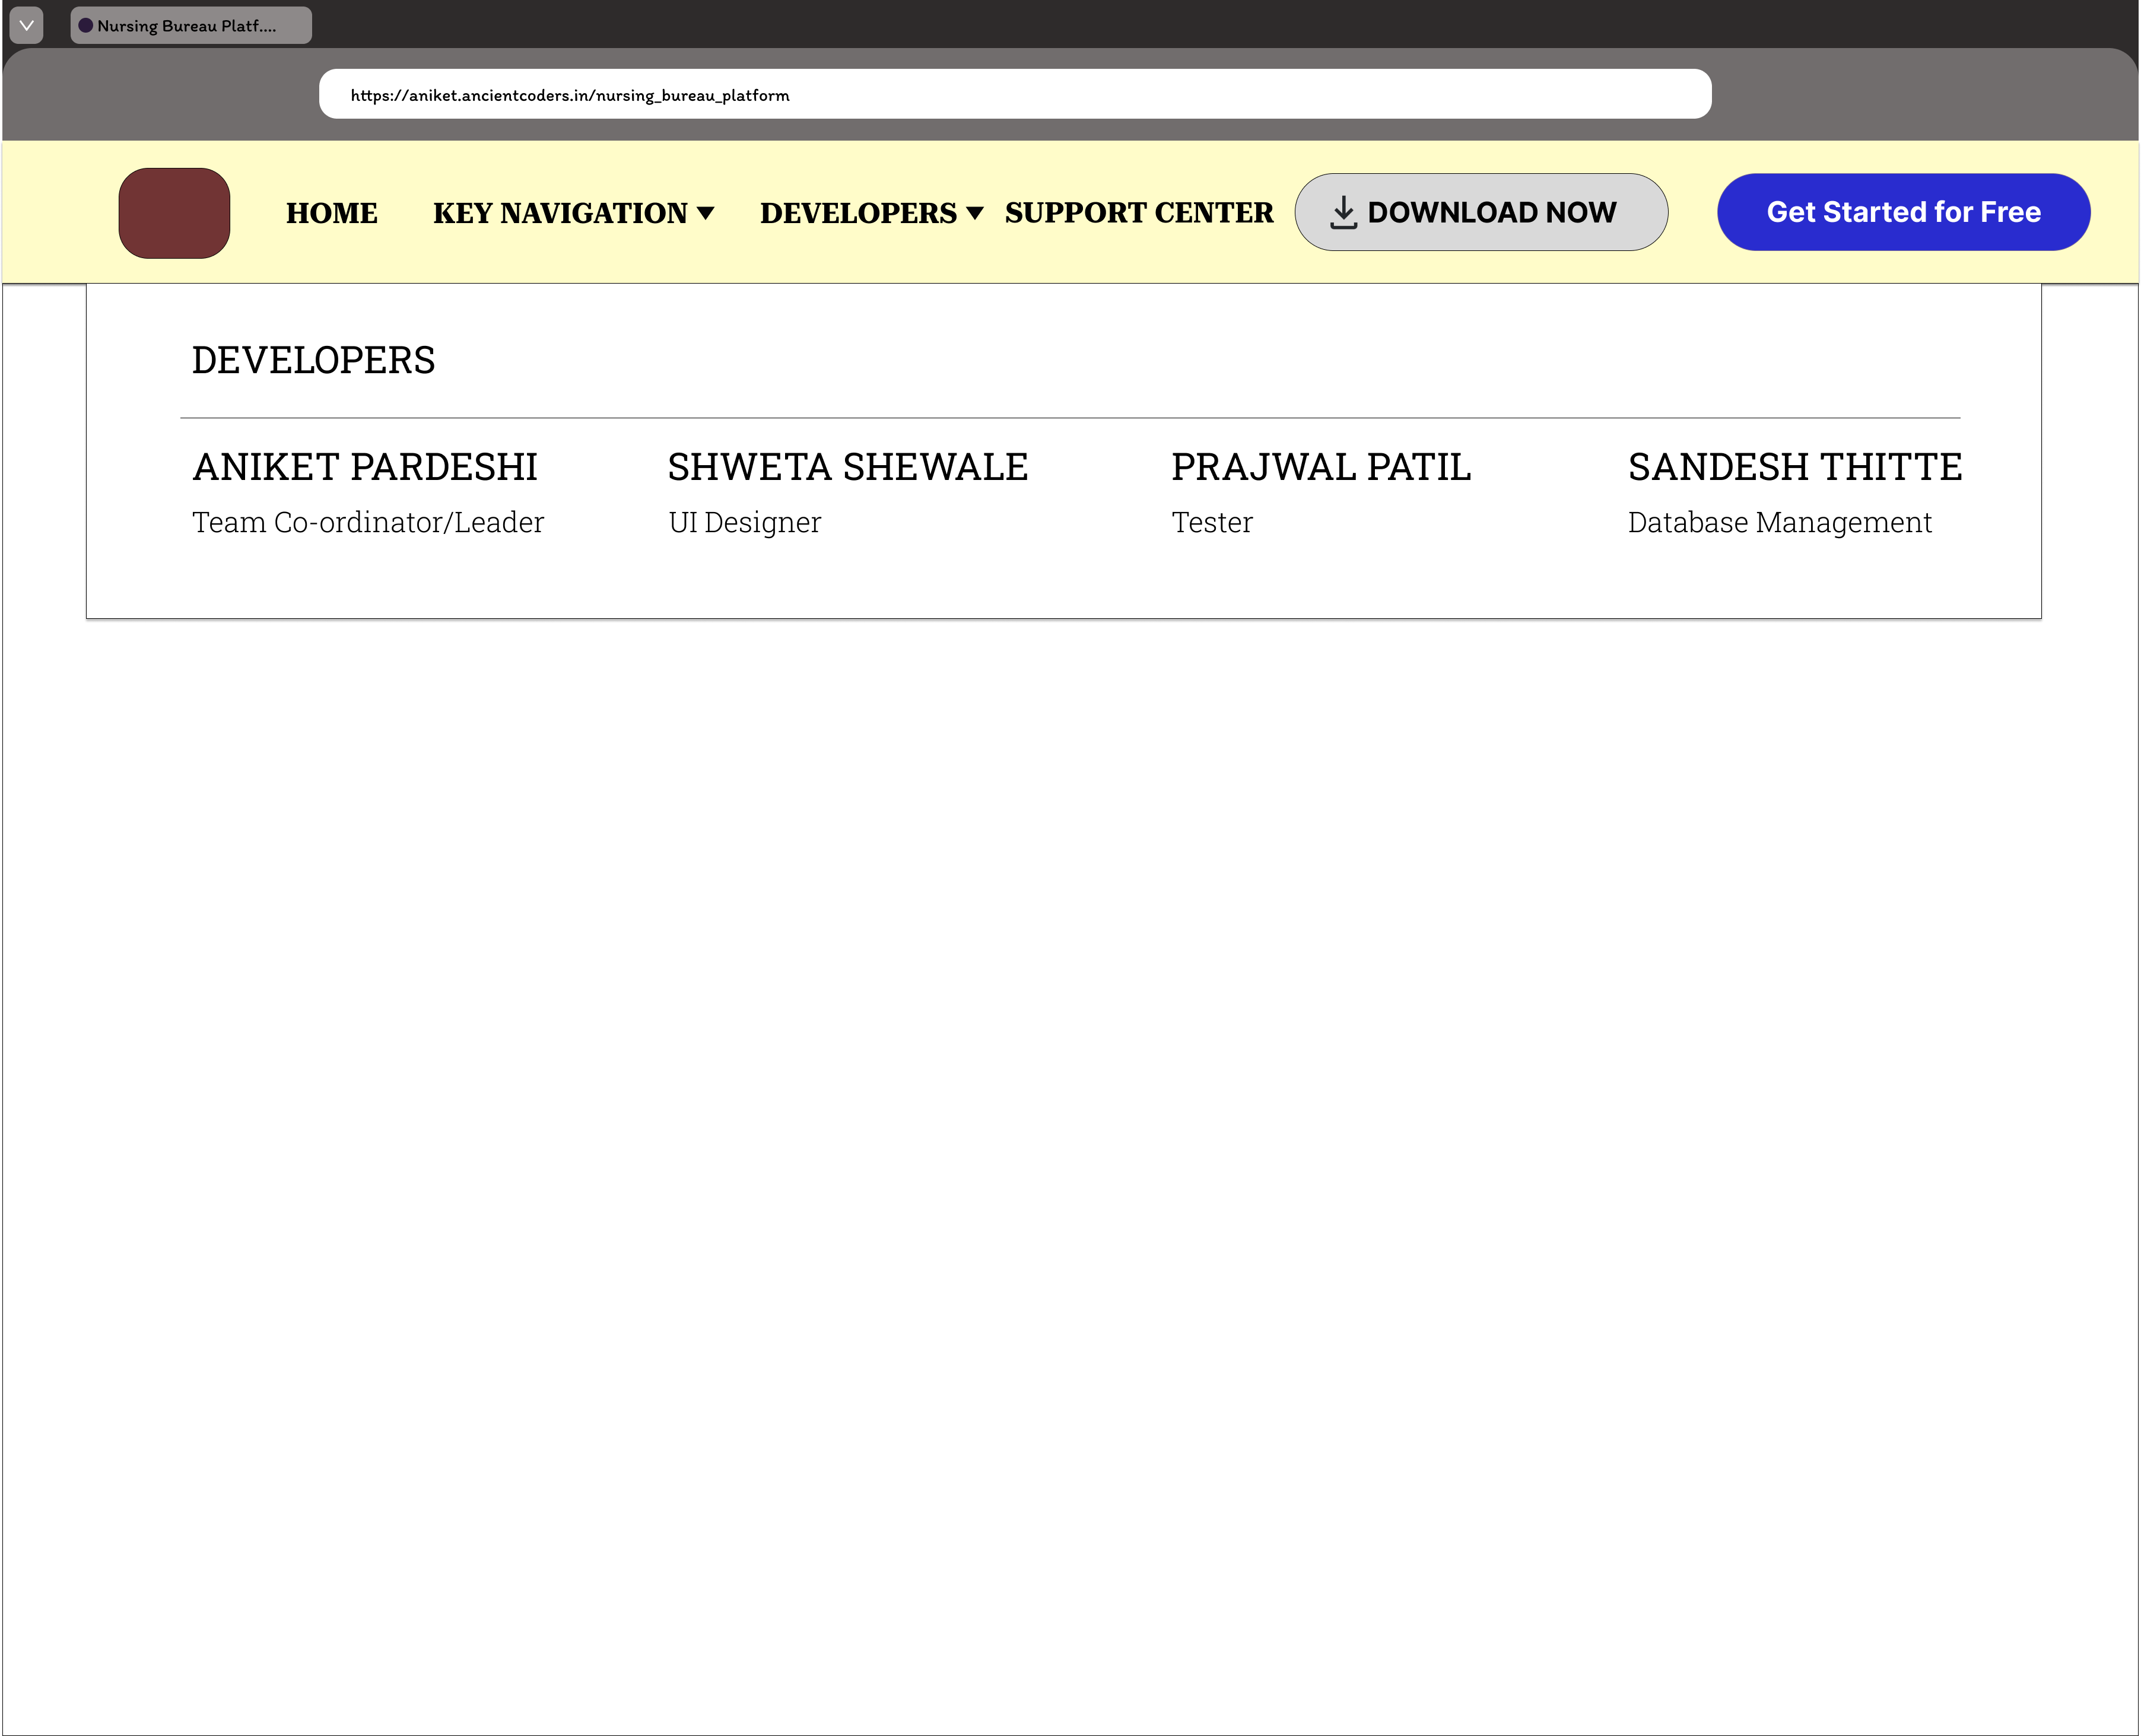 Nursing Bureau Platf....
https://aniket.ancientcoders.in/nursing_bureau_platform
HOME KEY NAVIGATION DEVELOPERS SUPPORT CENTER DOWNLOAD NOW Get Started for Free
DEVELOPERS
ANIKET PARDESHI SHWETA SHEWALE PRAJWAL PATIL SANDESH THITTE
Team Co-ordinator/Leader UI Designer Tester Database Management